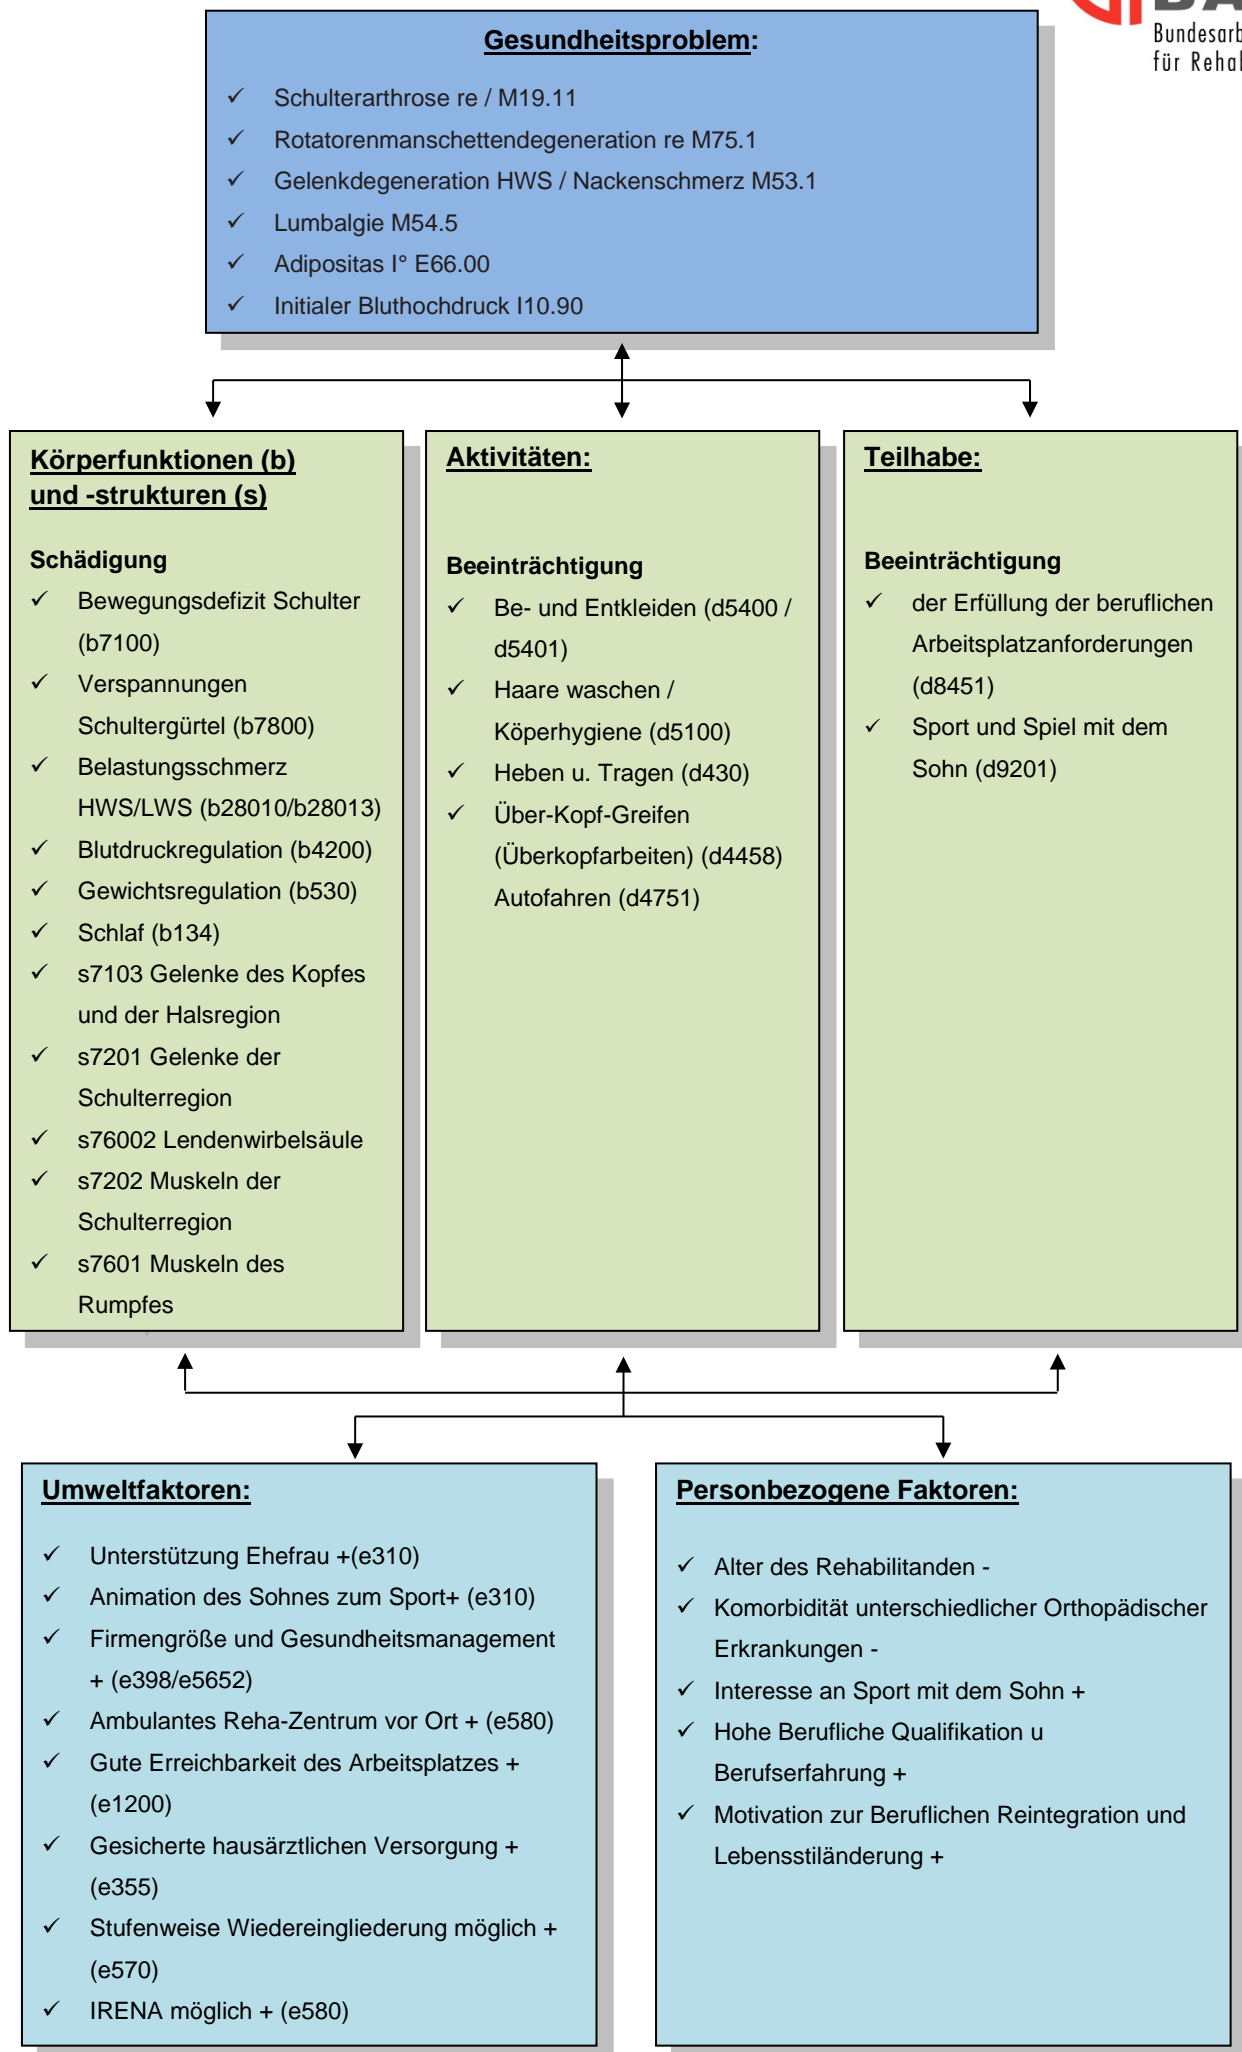 Bundesarb
für Rehal
Gesundheitsproblem:
✓ Schulterarthrose re / M19.11
✓ Rotatorenmanschettendegeneration re M75.1
✓ Gelenkdegeneration HWS / Nackenschmerz M53.1
✓ Lumbalgie M54.5
✓ Adipositas I° E66.00
✓ Initialer Bluthochdruck I10.90
Körperfunktionen (b)
und -strukturen (s)
Schädigung
✓ Bewegungsdefizit Schulter
(b7100)
✓ Verspannungen
Schultergürtel (b7800)
✓ Belastungsschmerz
HWS/LWS (b28010/b28013)
✓ Blutdruckregulation (b4200)
✓ Gewichtsregulation (b530)
✓ Schlaf (b134)
✓ s7103 Gelenke des Kopfes
und der Halsregion
✓ s7201 Gelenke der
Schulterregion
✓ s76002 Lendenwirbelsäule
✓ s7202 Muskeln der
Schulterregion
✓ s7601 Muskeln des
Rumpfes
Aktivitäten:
Beeinträchtigung
✓ Be- und Entkleiden (d5400 /
d5401)
✓ Haare waschen /
Köperhygiene (d5100)
✓ Heben u. Tragen (d430)
✓ Über-Kopf-Greifen
(Überkopfarbeiten) (d4458)
Autofahren (d4751)
Teilhabe:
Beeinträchtigung
✓ der Erfüllung der beruflichen
Arbeitsplatzanforderungen
(d8451)
✓ Sport und Spiel mit dem
Sohn (d9201)
Umweltfaktoren:
✓ Unterstützung Ehefrau +(e310)
✓ Animation des Sohnes zum Sport+ (e310)
✓ Firmengröße und Gesundheitsmanagement
+ (e398/e5652)
✓ Ambulantes Reha-Zentrum vor Ort + (e580)
✓ Gute Erreichbarkeit des Arbeitsplatzes +
(e1200)
✓ Gesicherte hausärztlichen Versorgung +
(e355)
✓ Stufenweise Wiedereingliederung möglich +
(e570)
✓ IRENA möglich + (e580)
Personbezogene Faktoren:
✓ Alter des Rehabilitanden -
✓ Komorbidität unterschiedlicher Orthopädischer
Erkrankungen -
✓ Interesse an Sport mit dem Sohn +
✓ Hohe Berufliche Qualifikation u
Berufserfahrung +
✓ Motivation zur Beruflichen Reintegration und
Lebensstiländerung +